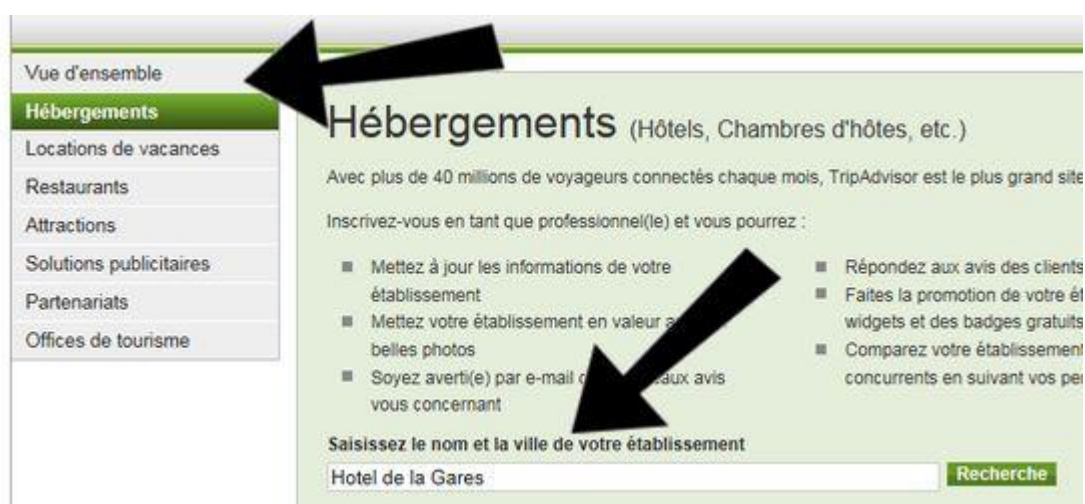 Vue d'ensemble
Hébergements
Locations de vacances
Restaurants
Attractions
Solutions publicitaires
Partenariats
Offices de tourisme
Hébergements (Hôtels, Chambres d'hôtes, etc.)
Avec plus de 40 millions de voyageurs connectés chaque mois, TripAdvisor est le plus grand site
Inscrivez-vous en tant que professionnel(le) et vous pourrez :
Mettez à jour les informations de votre
établissement
Mettez votre établissement en valeur
belles photos
Soyez averti(e) par e-mail avis
vous concernant
Répondez aux avis des clients
Faites la promotion de votre
widgets et des badges gratuits
Comparez votre établissement
concurrents en suivant vos
Saisissez le nom et la ville de votre établissement
Hotel de la Gares
Recherche